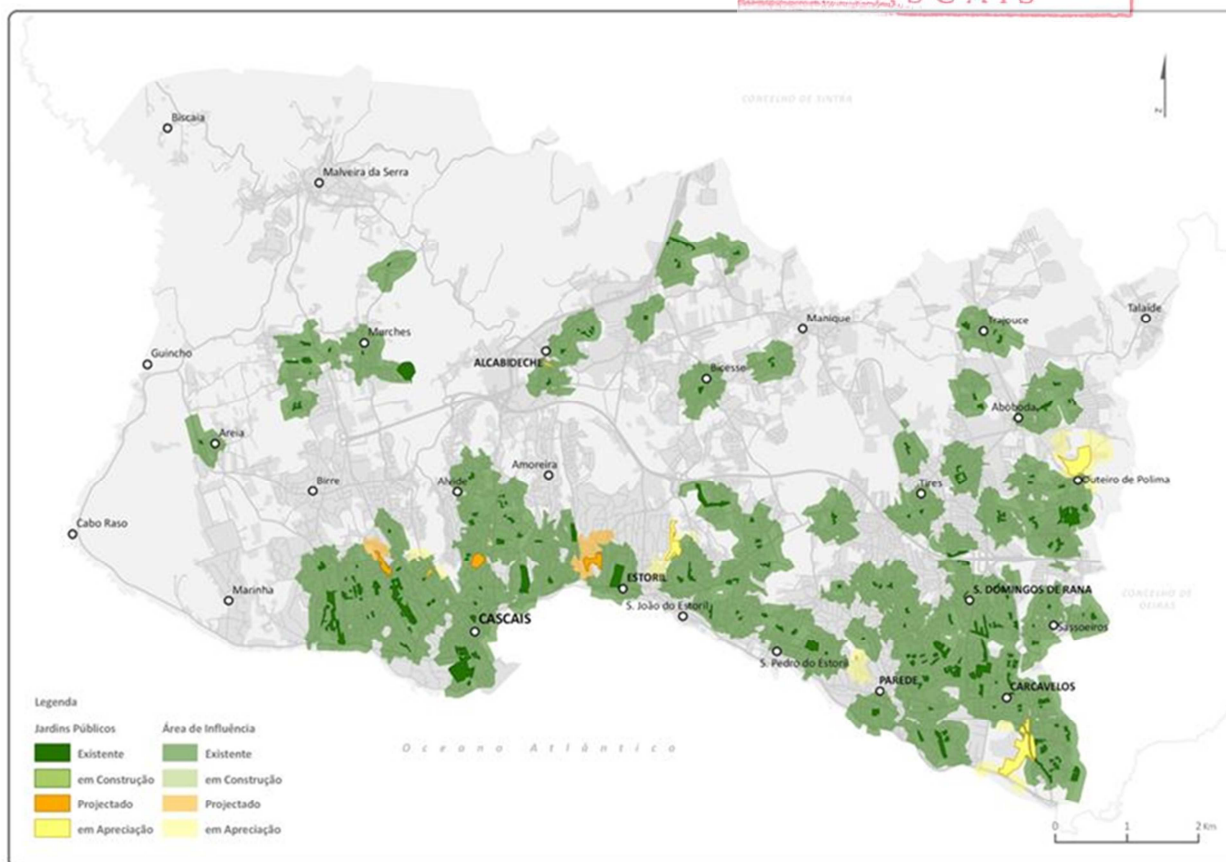 SCAIS
CONCELHO DE SINTRA
N
Biscaia
Malveira da Serra
Talaíde
Manique
Trajouce
Murches
Guincho
ALCABIDECHE
Bicesse
Abóboda
Areia
Amoreira
Birre
Alvide
Tires
Outeiro de Polima
Cabo Raso
ESTORIL
Marinha
S. João do Estoril
S. DOMINGOS DE RANA
CONCELHO DE
OEIRAS
CASCAIS
Sassoeiros
S. Pedro do Estoril
PAREDE
CARCAVELOS
Oceano Atlântico
Legenda
Jardins Públicos
Área de Influência
Existente
Existente
em Construção
em Construção
Projectado
Projectado
em Apreciação
em Apreciação
0 1 2 Km